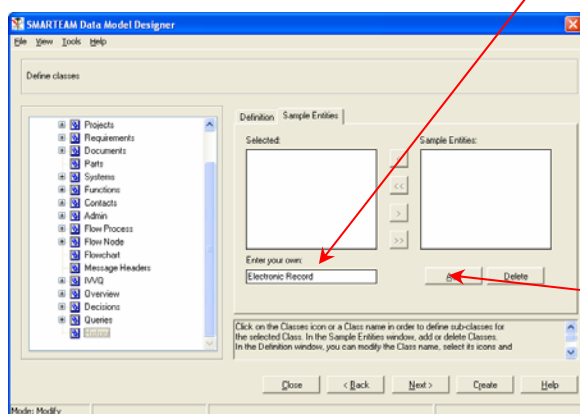 SMARTEAM Data Model Designer
File View Tools Help
Define classes
Projects
Requirements
Documents
Parts
Systems
Functions
Contacts
Admin
Flow Process
Flow Node
Flowchart
Message Headers
IVVQ
Overview
Decisions
Queries
Definition Sample Entities
Selected: Sample Entities:
<<
>
>>
Enter your own:
Electronic Record
Delete
Click on the Classes icon or a Class name in order to define sub-classes for
the selected Class. In the Sample Entities window, add or delete Classes.
In the Definition window, you can modify the Class name, select its icons and
Close < Back Next > Create Help
Mode: Modify